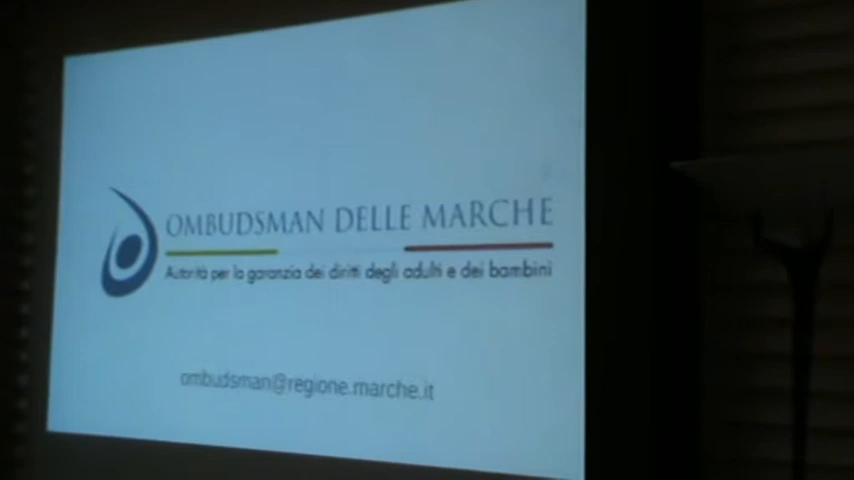 OMBUDSMAN DELLE MARCHE
Autorità per la garanzia dei diritti degli adulti e dei bambini
ombudsman@regione.marche.it